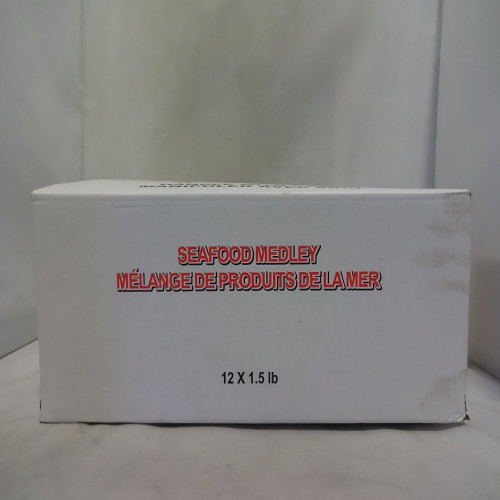 SEAFOOD MEDLEY
MÉLANGE DE PRODUITS DE LA MER
12 X 1.5 lb